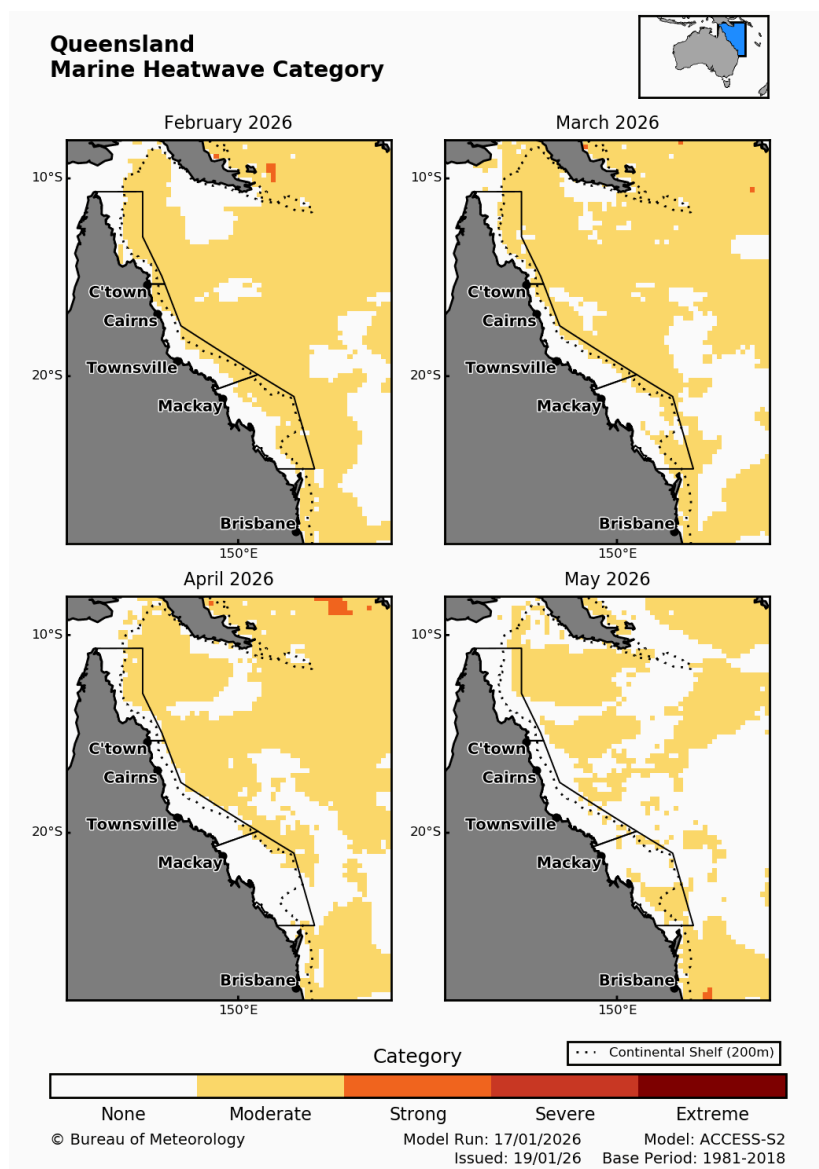 Queensland
Marine Heatwave Category
February 2026
March 2026
10°S
20°S
C'town
Cairns
Townsville
Mackay
Brisbane
150°E
10°S
20°S
C'town
Cairns
Townsville
Mackay
Brisbane
150°E
April 2026
May 2026
10°S
20°S
C'town
Cairns
Townsville
Mackay
Brisbane
150°E
10°S
20°S
C'town
Cairns
Townsville
Mackay
Brisbane
150°E
Category
Continental Shelf (200m)
None Moderate Strong Severe Extreme
© Bureau of Meteorology Model Run: 17/01/2026 Model: ACCESS-S2
Issued: 19/01/26 Base Period: 1981-2018